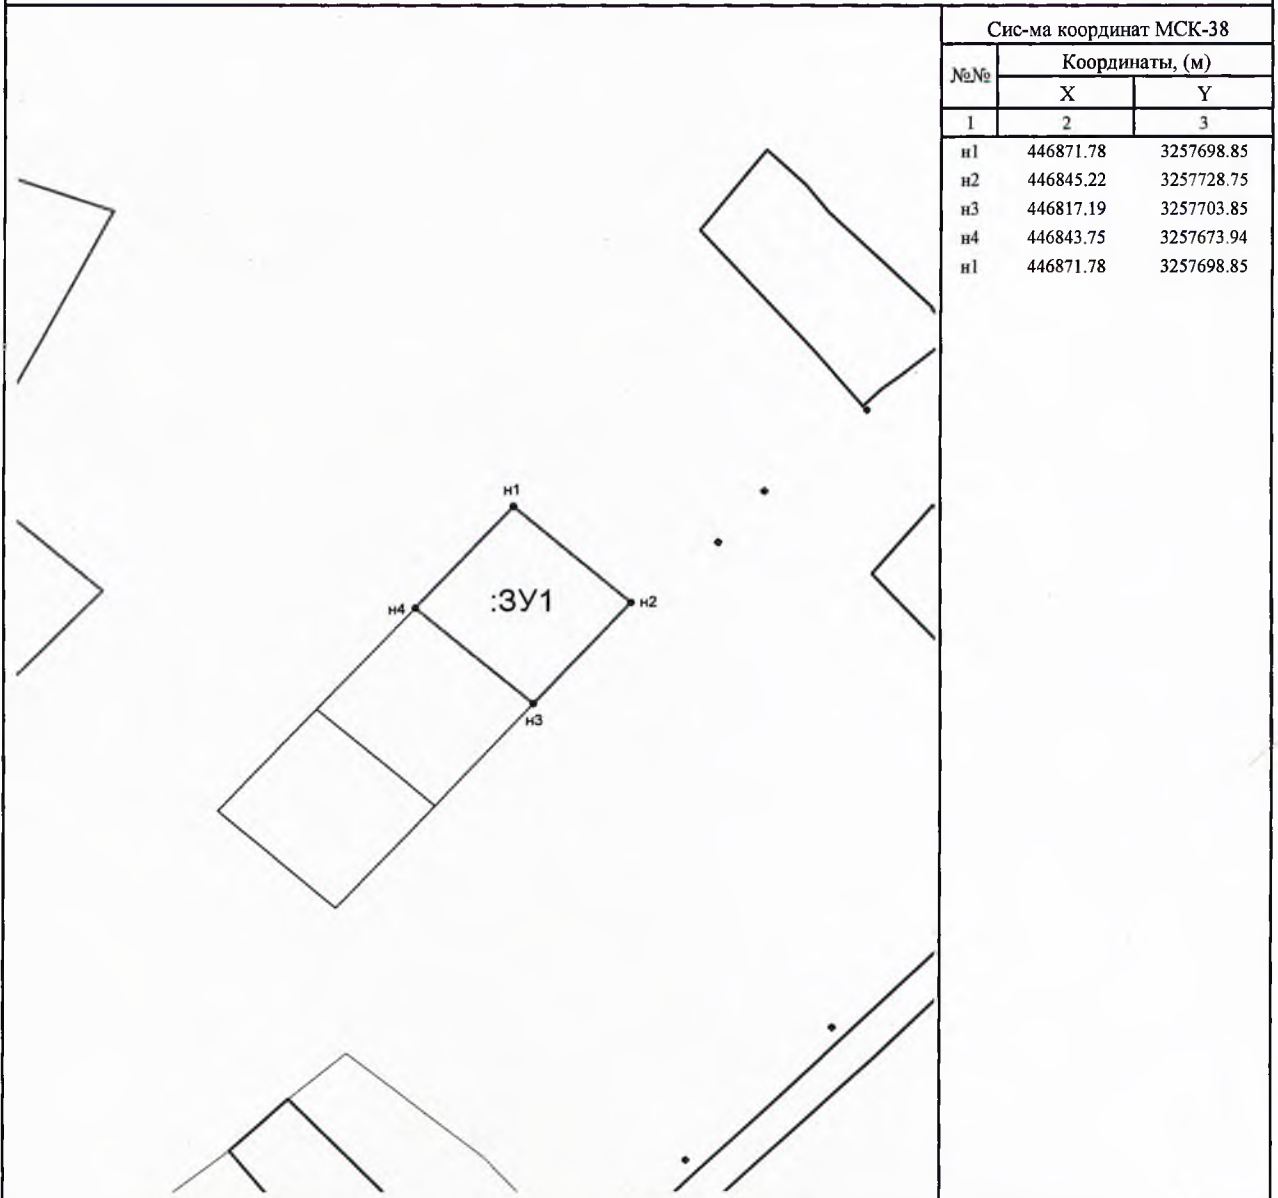 Сис-ма координат МСК-38
№№ Координаты, (м)
X Y
1 2 3
н1 446871.78 3257698.85
н2 446845.22 3257728.75
н3 446817.19 3257703.85
н4 446843.75 3257673.94
н1 446871.78 3257698.85
н1
:ЗУ1
н2
н4
н3